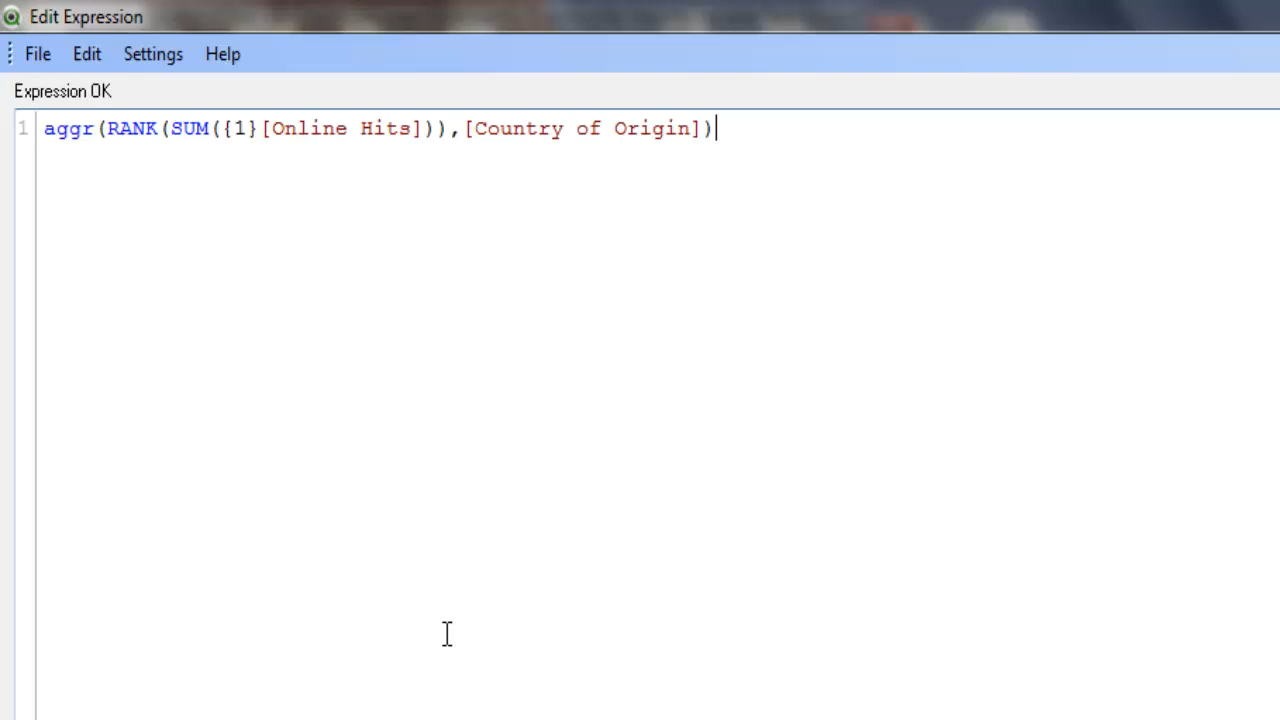 Edit Expression
File Edit Settings Help
Expression OK
1 aggr(RANK(SUM({1}[Online Hits])),[Country of Origin])